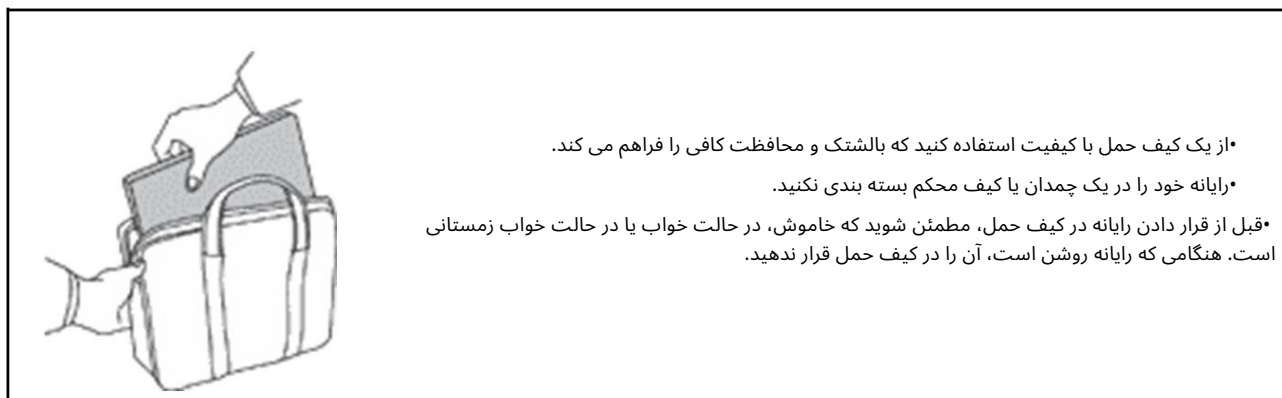 •از یک کیف حمل با کیفیت استفاده کنید که بالشتک و محافظت کافی را فراهم می کند.
•رایانه خود را در یک چمدان یا کیف محکم بسته بندی نکنید.
•قبل از قرار دادن رایانه در کیف حمل، مطمئن شوید که خاموش، در حالت خواب یا در حالت خواب زمستانی
است. هنگامی که رایانه روشن است، آن را در کیف حمل قرار ندهید.